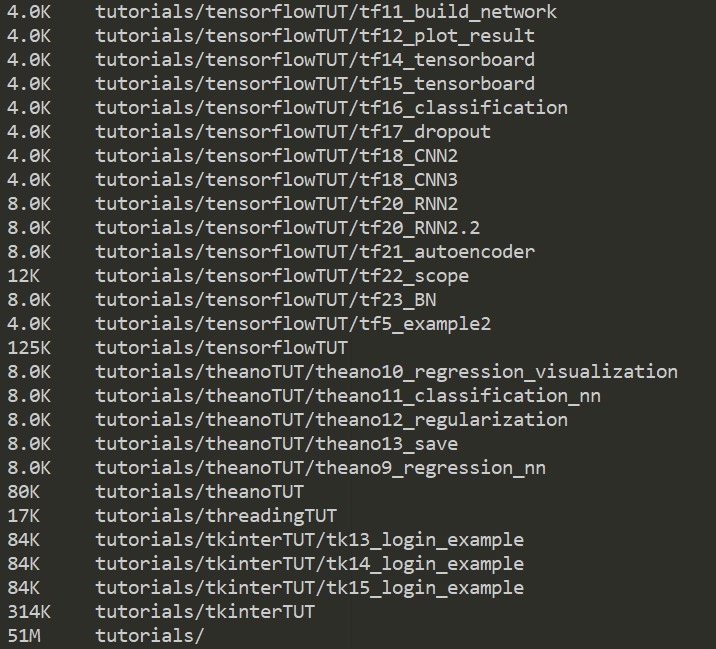 4.0K tutorials/tensorflowTUT/tf11_build_network
4.0K tutorials/tensorflowTUT/tf12_plot_result
4.0K tutorials/tensorflowTUT/tf14_tensorboard
4.0K tutorials/tensorflowTUT/tf15_tensorboard
4.0K tutorials/tensorflowTUT/tf16_classification
4.0K tutorials/tensorflowTUT/tf17_dropout
4.0K tutorials/tensorflowTUT/tf18_CNN2
4.0K tutorials/tensorflowTUT/tf18_CNN3
8.0K tutorials/tensorflowTUT/tf20_RNN2
8.0K tutorials/tensorflowTUT/tf20_RNN2.2
8.0K tutorials/tensorflowTUT/tf21_autoencoder
12K tutorials/tensorflowTUT/tf22_scope
8.0K tutorials/tensorflowTUT/tf23_BN
4.0K tutorials/tensorflowTUT/tf5_example2
125K tutorials/tensorflowTUT
8.0K tutorials/theanoTUT/theano10_regression_visualization
8.0K tutorials/theanoTUT/theano11_classification_nn
8.0K tutorials/theanoTUT/theano12_regularization
8.0K tutorials/theanoTUT/theano13_save
8.0K tutorials/theanoTUT/theano9_regression_nn
80K tutorials/theanoTUT
17K tutorials/threadingTUT
84K tutorials/tkinterTUT/tk13_login_example
84K tutorials/tkinterTUT/tk14_login_example
84K tutorials/tkinterTUT/tk15_login_example
314K tutorials/tkinterTUT
51M tutorials/